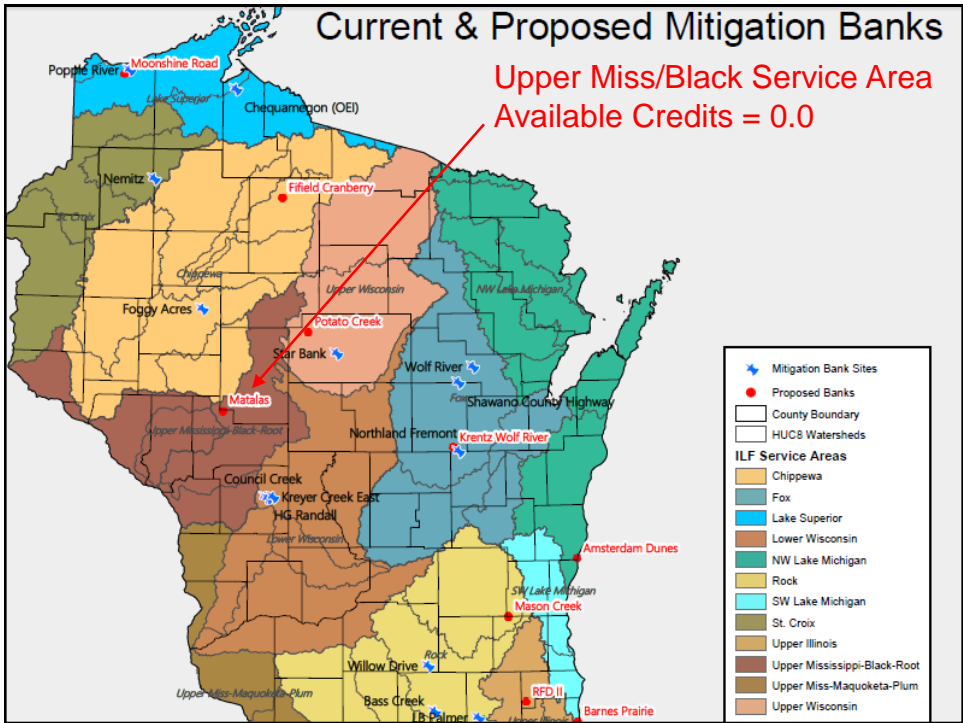 Current & Proposed Mitigation Banks
Upper Miss/Black Service Area
Available Credits = 0.0
Popple River
Moonshine Road
Lake Superior
Chequamegon (OEI)
Nemitz
Fifield Cranberry
St. Croix
Chippewa
Upper Wisconsin
NW Lake Michigan
Foggy Acres
Potato Creek
Star Bank
Wolf River
Fox
Shawano County Highway
Matalas
Upper Mississippi-Black-Root
Northland Fremont
Krentz Wolf River
Council Creek
Kreyer Creek East
HG Randall
Lower Wisconsin
Amsterdam Dunes
SW Lake Michigan
Mason Creek
Rock
Willow Drive
Upper Miss-Maquoketa-Plum
Bass Creek
RFD II
LB Palmer
Upper Illinois
Barnes Prairie
Mitigation Bank Sites
Proposed Banks
County Boundary
HUC8 Watersheds
ILF Service Areas
Chippewa
Fox
Lake Superior
Lower Wisconsin
NW Lake Michigan
Rock
SW Lake Michigan
St. Croix
Upper Illinois
Upper Mississippi-Black-Root
Upper Miss-Maquoketa-Plum
Upper Wisconsin